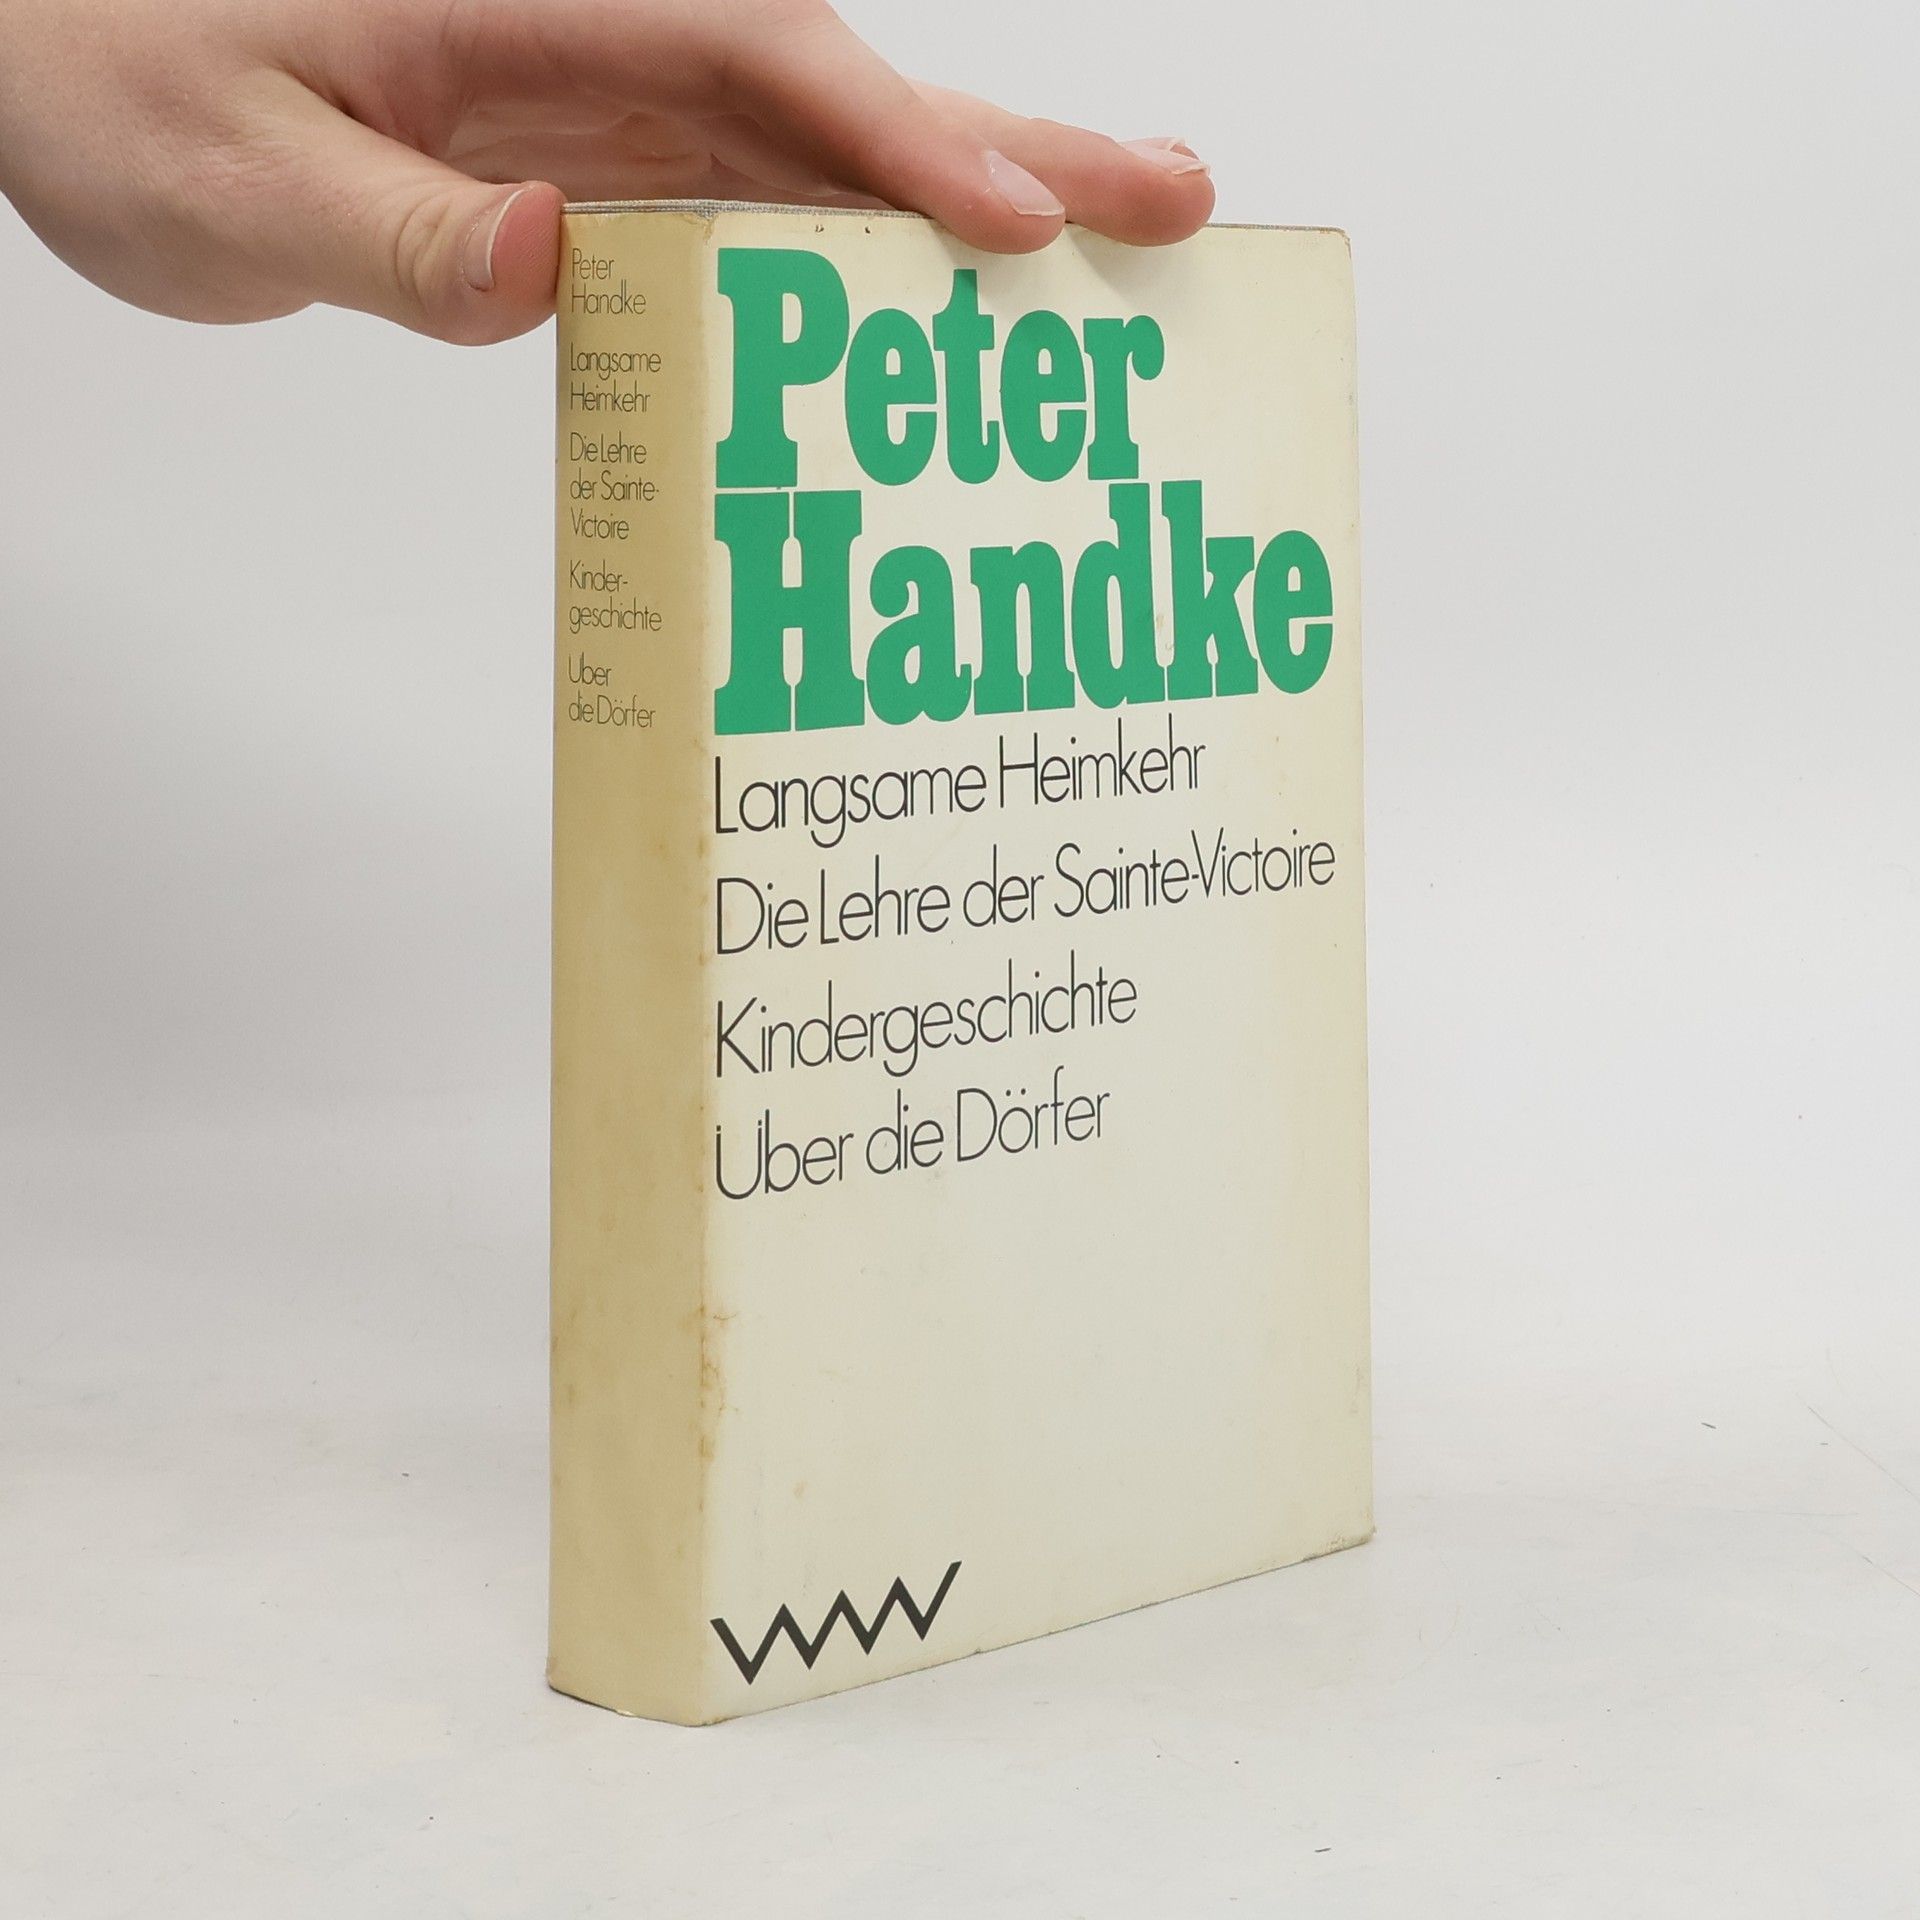 Peter
Handke
Langsame
Heimkehr
Die Lehre
der Sainte-
Victoire
Kinder-
geschichte
Über
die Dörfer
Peter
Handke
Langsame Heimkehr
Die Lehre der Sainte-Victoire
Kindergeschichte
Über die Dörfer